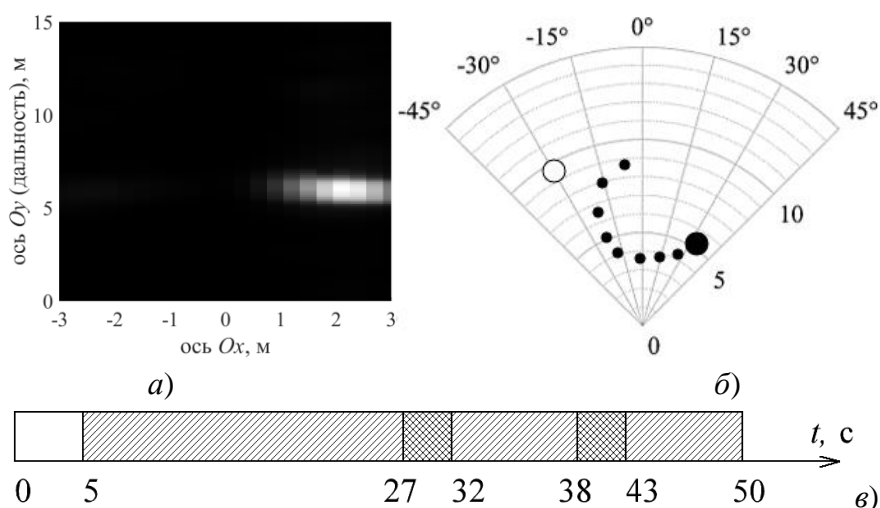 15
10
5
0
ось Oy (дальность), м
-3 -2 -1 0 1 2 3
ось Ox, м
а)
-45° -30° -15° 0° 15° 30° 45°
10
5
0
б)
t, с
0 5 27 32 38 43 50
в)